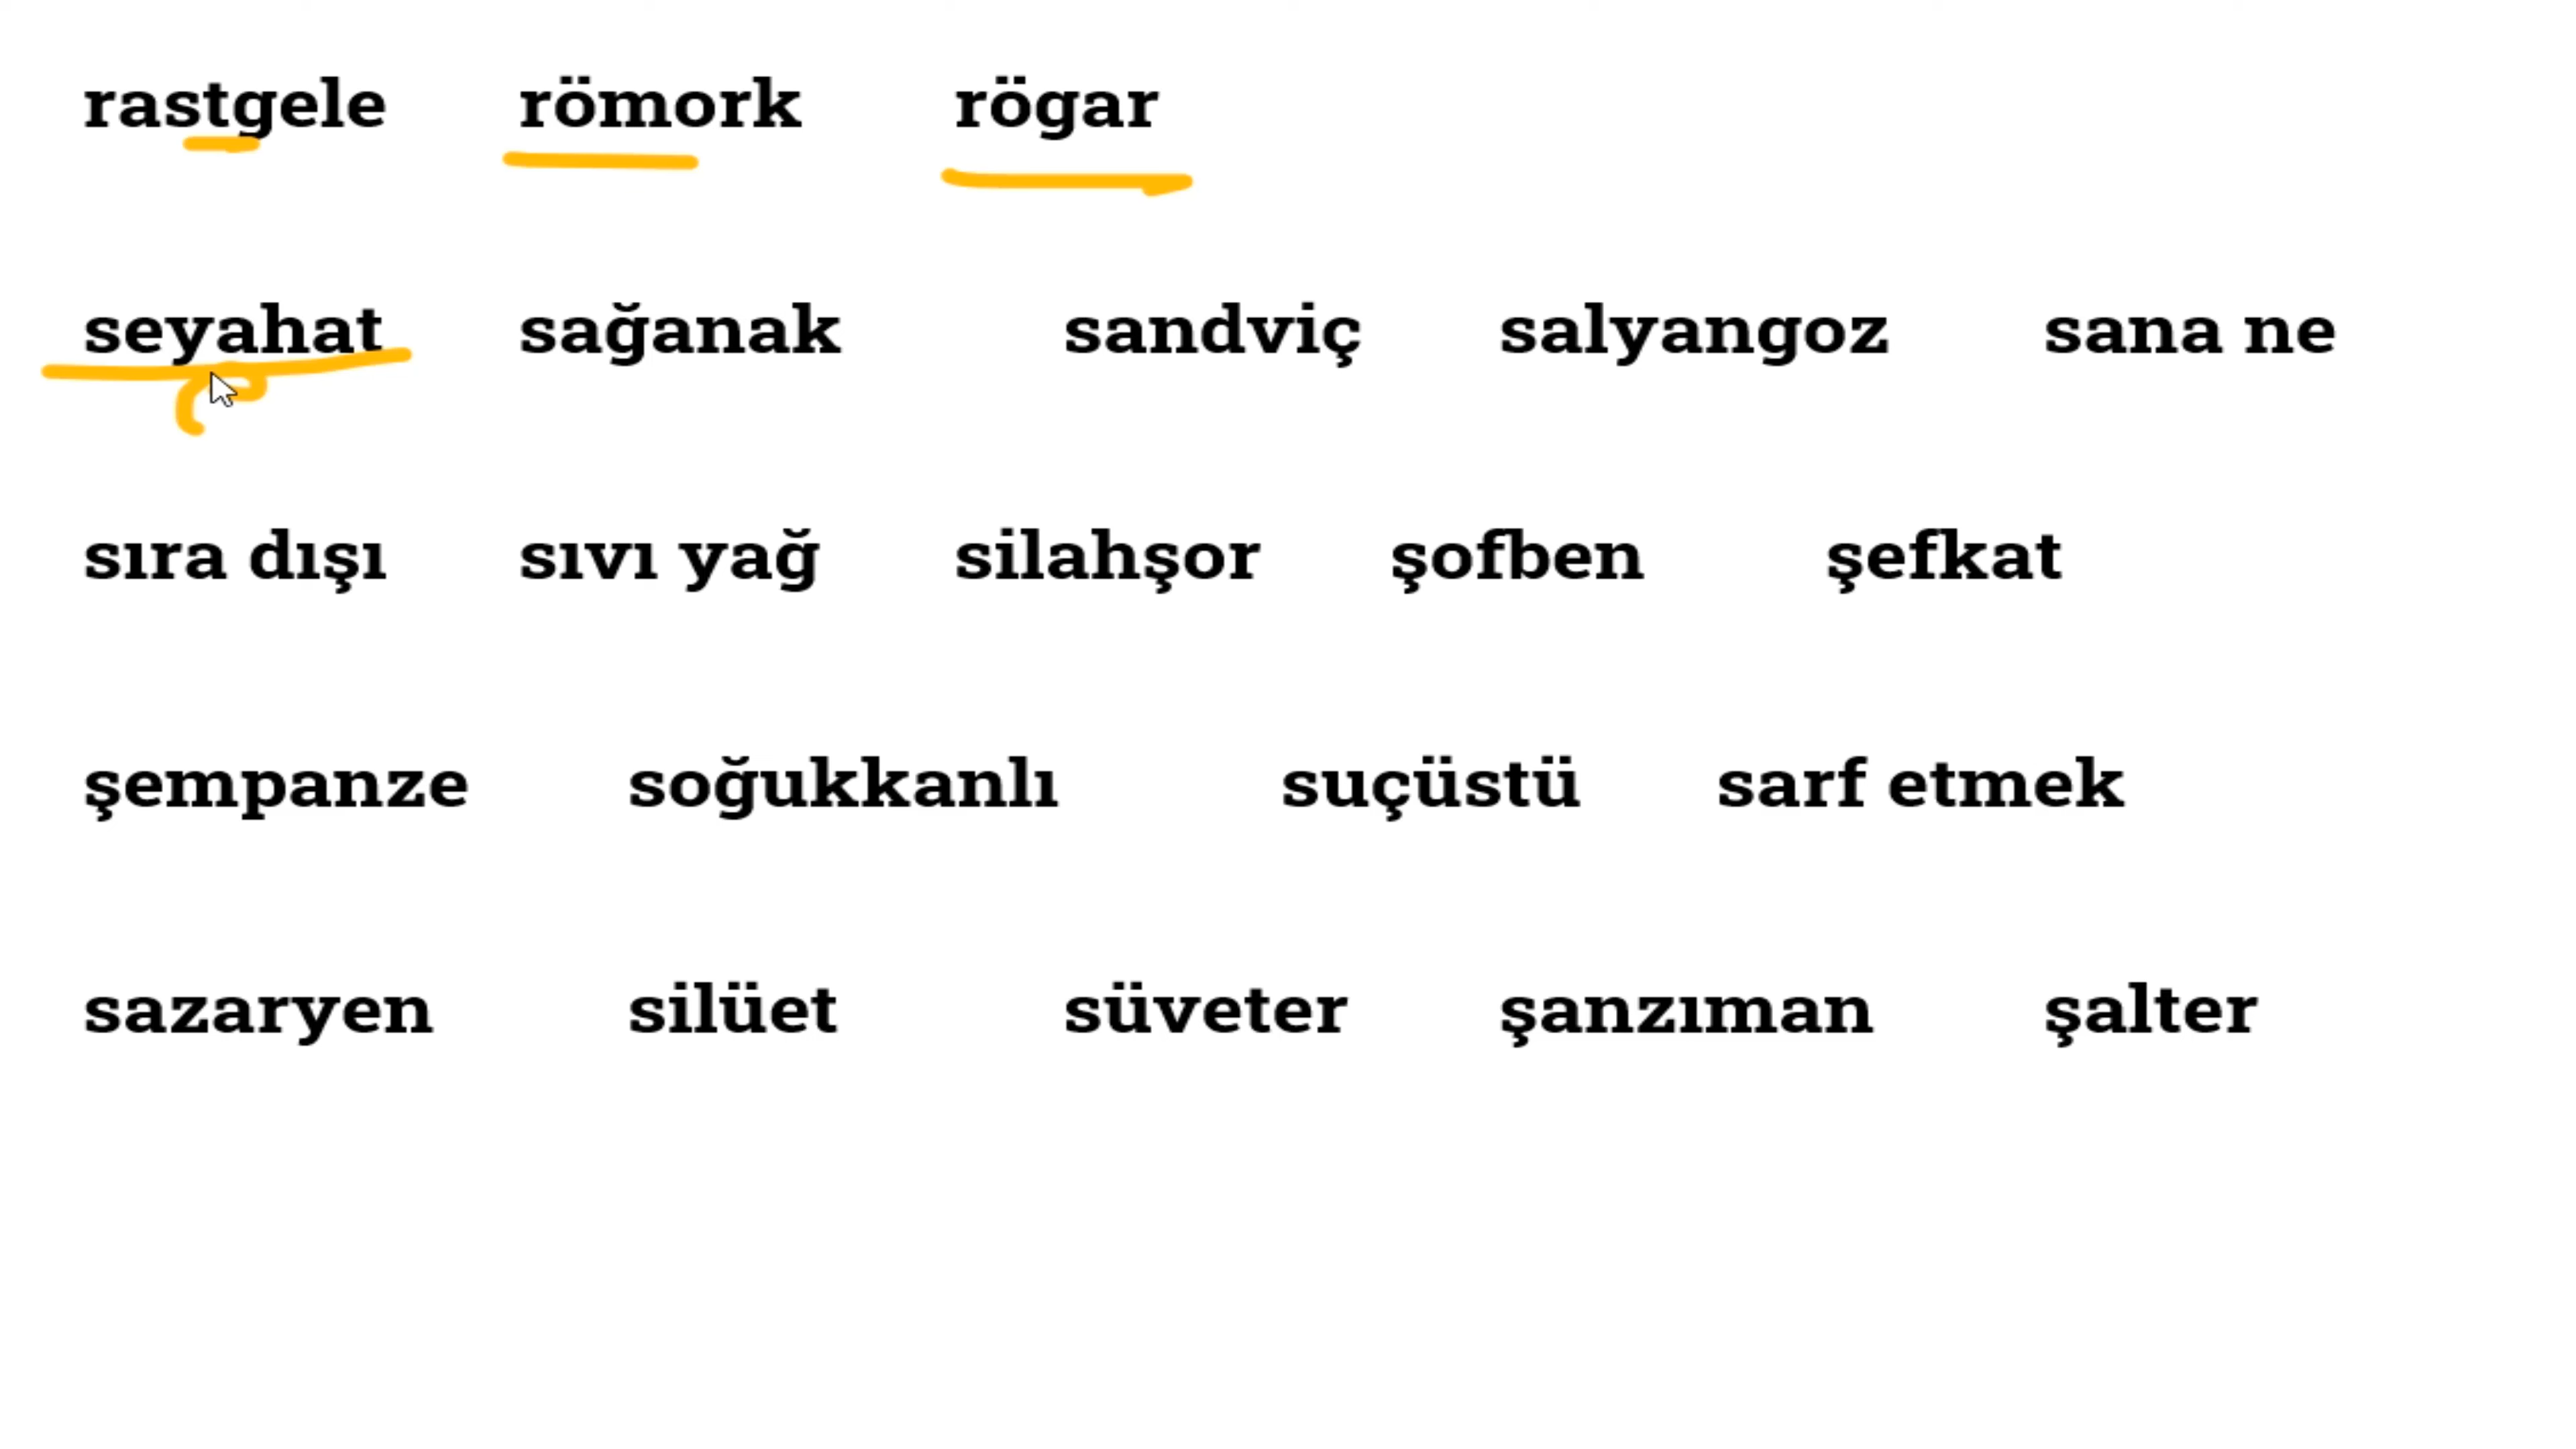 rastgele römork rögar
seyahat sağanak sandviç salyangoz sana ne
sıra dışı sıvı yağ silahşor şofben şefkat
şempanze soğukkanlı suçüstü sarf etmek
sazaryen silüet süveter şanzıman şalter